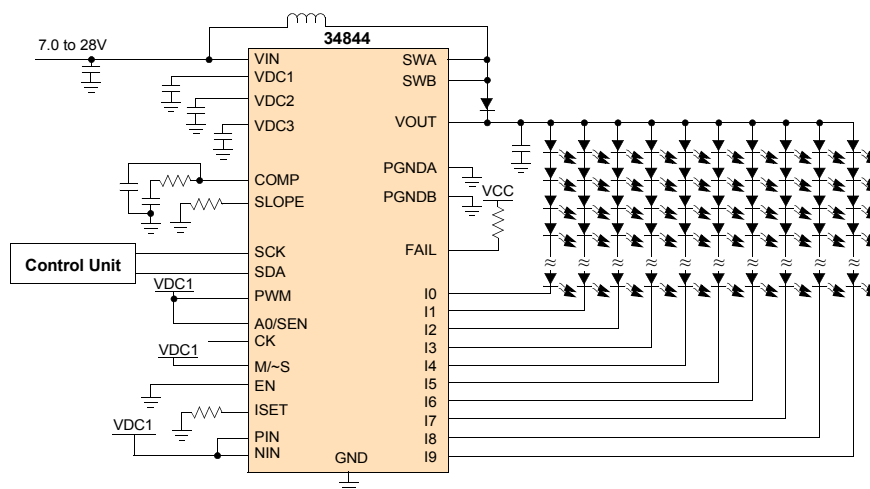 34844
7.0 to 28V
VIN
VDC1
VDC2
VDC3
COMP
SLOPE
SCK
SDA
PWM
A0/SEN
CK
M/~S
EN
ISET
PIN
NIN
GND
SWA
SWB
VOUT
PGNDA
PGNDB
FAIL
I0
I1
I2
I3
I4
I5
I6
I7
I8
I9
VCC
Control Unit
VDC1
VDC1
VDC1